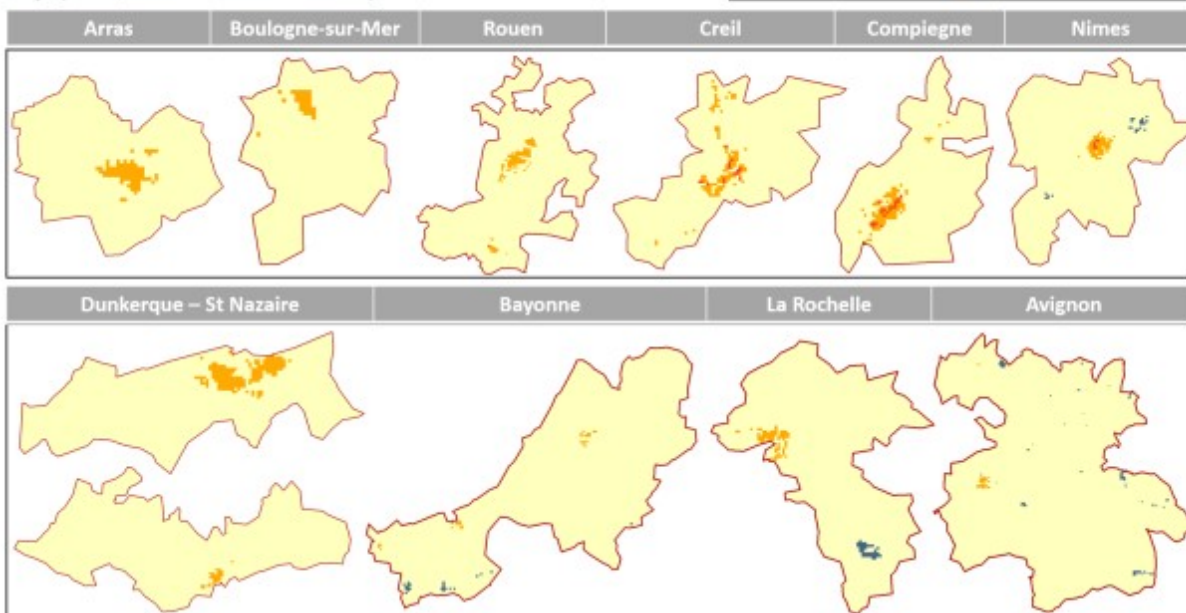 Arras Boulogne-sur-Mer Rouen Creil Compiegne Nimes
Dunkerque – St Nazaire Bayonne La Rochelle Avignon